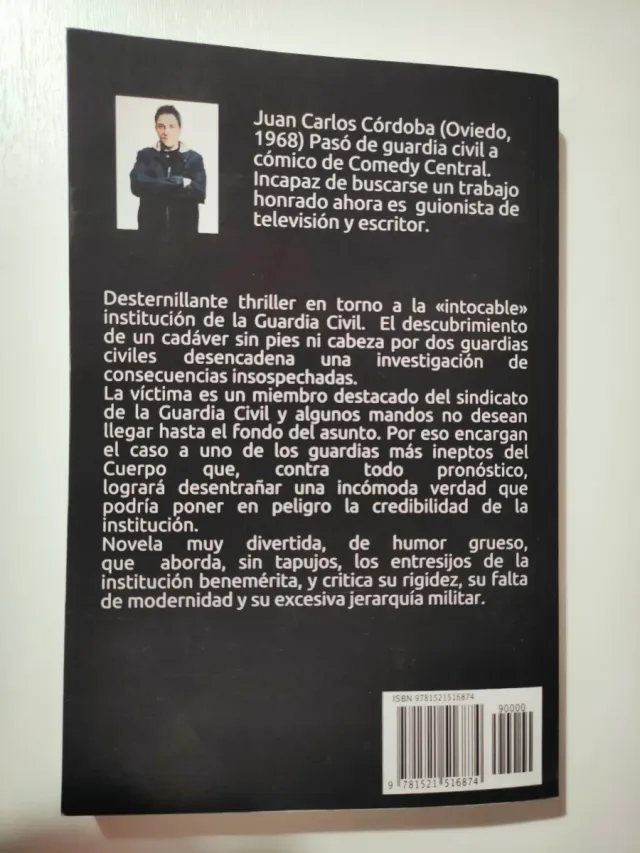 Juan Carlos Córdoba (Oviedo,
1968) Pasó de guardia civil a
cómico de Comedy Central.
Incapaz de buscarse un trabajo
honrado ahora es guionista de
televisión y escritor.
Desternillante thriller en torno a la «intocable»
institución de la Guardia Civil. El descubrimiento
de un cadáver sin pies ni cabeza por dos guardias
civiles desencadena una investigación de
consecuencias insospechadas.
La víctima es un miembro destacado del sindicato
de la Guardia Civil y algunos mandos no desean
llegar hasta el fondo del asunto. Por eso encargan
el caso a uno de los guardias más ineptos del
Cuerpo que, contra todo pronóstico,
logrará desentrañar una incómoda verdad que
podría poner en peligro la credibilidad de la
institución.
Novela muy divertida, de humor grueso,
que aborda, sin tapujos, los entresijos de la
institución benemérita, y critica su rigidez, su falta
de modernidad y su excesiva jerarquía militar.
ISBN 9781521516874
90000
9 781521 516874